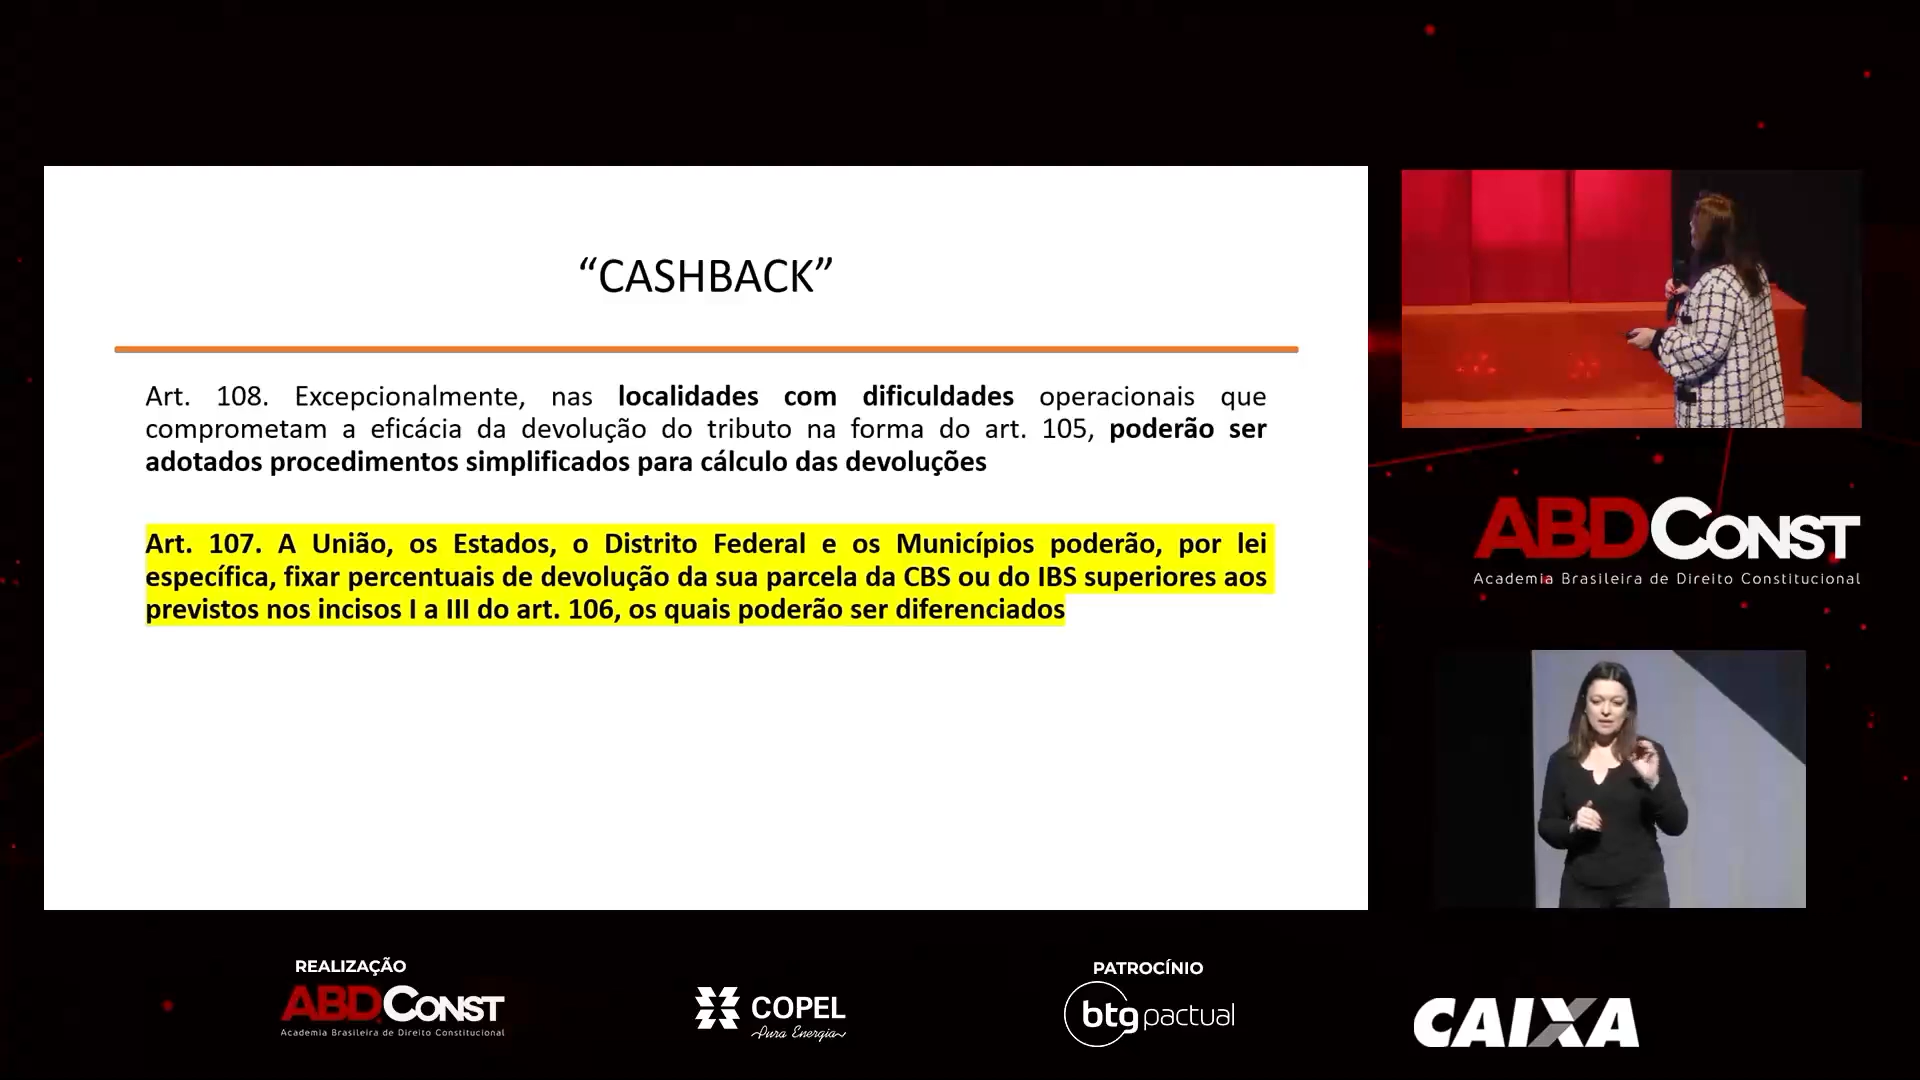 “CASHBACK”
Art. 108. Excepcionalmente, nas localidades com dificuldades operacionais que
comprometam a eficácia da devolução do tributo na forma do art. 105, poderão ser
adotados procedimentos simplificados para cálculo das devoluções
Art. 107. A União, os Estados, o Distrito Federal e os Municípios poderão, por lei
específica, fixar percentuais de devolução da sua parcela da CBS ou do IBS superiores aos
previstos nos incisos I a III do art. 106, os quais poderão ser diferenciados
ABDCONST
Academia Brasileira de Direito Constitucional
REALIZAÇÃO
ABDCONST
Academia Brasileira de Direito Constitucional
COPEL
Pura Energia
PATROCÍNIO
btg pactual
CAIXA